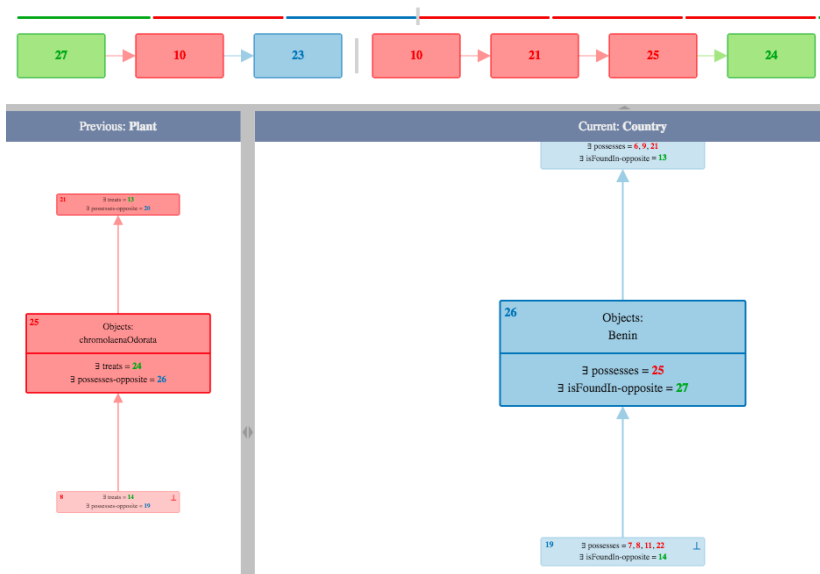 27
10
23
10
21
25
24
Previous: Plant
Current: Country
21
∃ treats = 13
∃ possesses-opposite = 20
25
Objects:
chromolaenaOdorata
∃ treats = 24
∃ possesses-opposite = 26
8
∃ treats = 14
⊥
∃ possesses-opposite = 19
∃ possesses = 6, 9, 21
∃ isFoundIn-opposite = 13
26
Objects:
Benin
∃ possesses = 25
∃ isFoundIn-opposite = 27
19
∃ possesses = 7, 8, 11, 22
⊥
∃ isFoundIn-opposite = 14